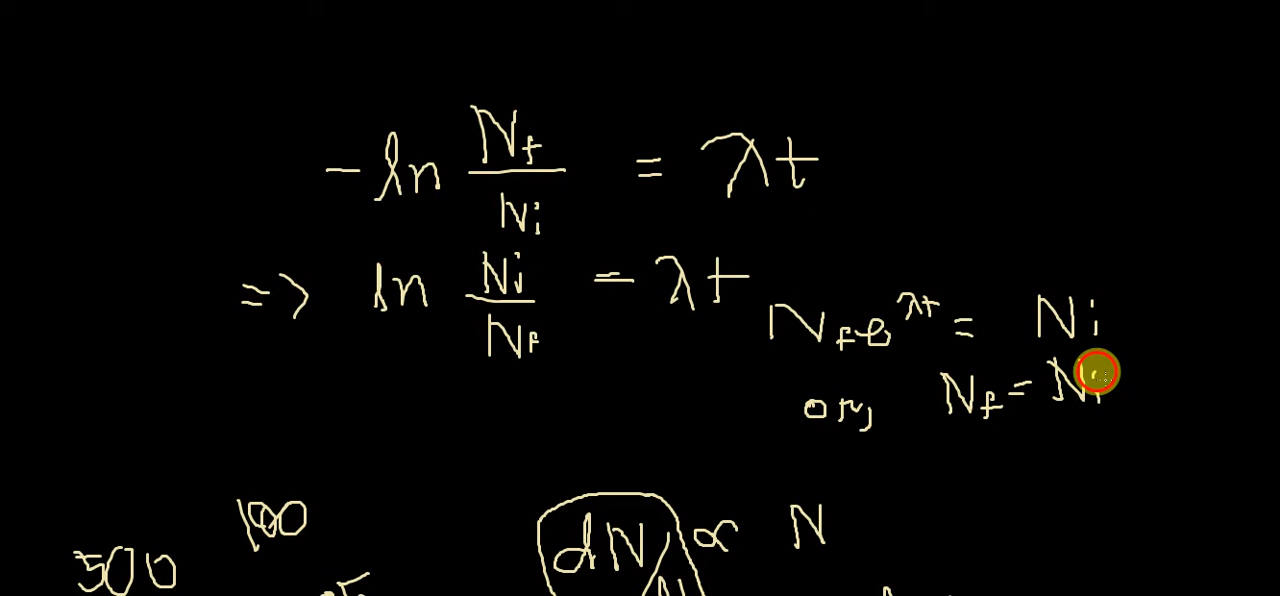 - ln Nf/Ni = λt
=> ln Ni/Nf = λt
Nf e^λt = Ni
or, Nf = Ni
100
500
dN ∝ N